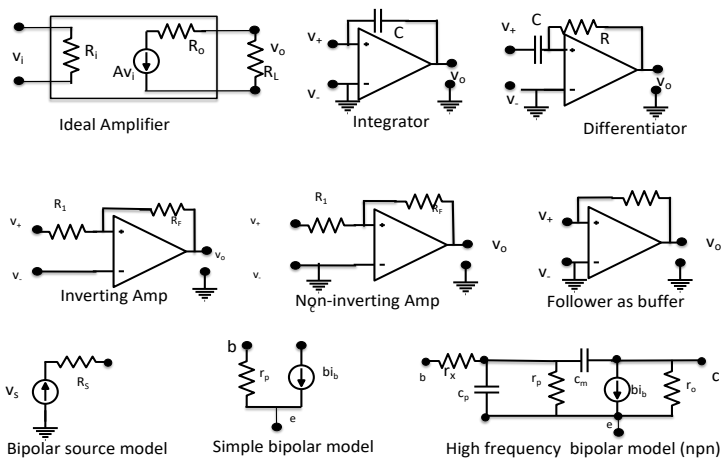 vi Ri Avi Ro vo RL
Ideal Amplifier
v+ C v- vo
Integrator
v+ C R v- vo
Differentiator
v+ R1 RF v- vo
+ -
Inverting Amp
v+ R1 RF v- vo
+ -
c
Non-inverting Amp
v+ v- vo
+ -
Follower as buffer
vs Rs
Bipolar source model
b rp bib e
Simple bipolar model
b rx cp rp cm bib ro c e
High frequency bipolar model (npn)